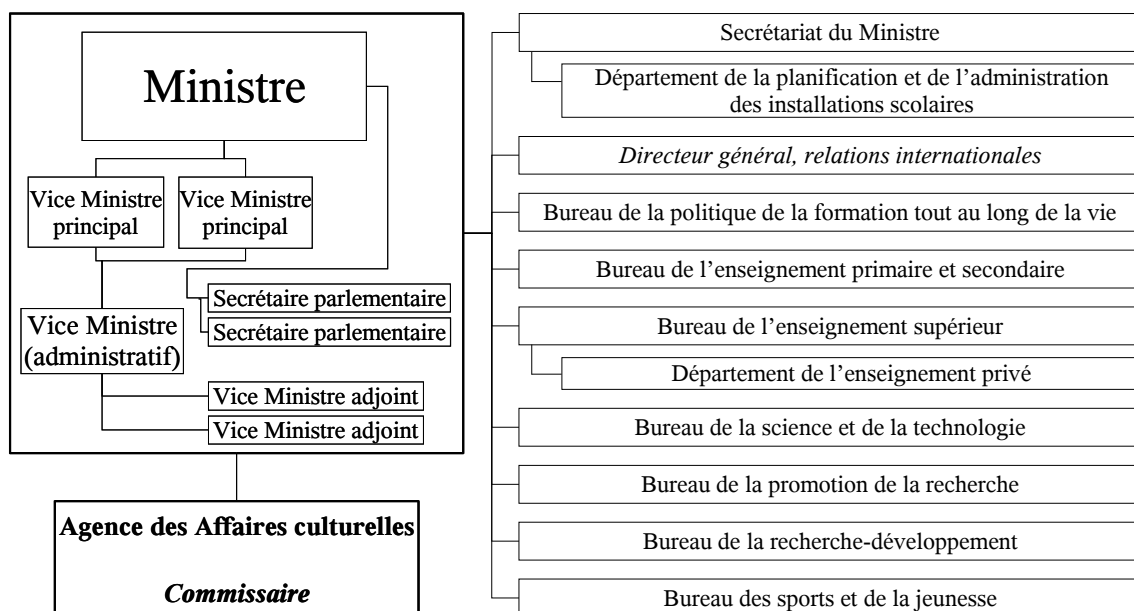 Ministre
Vice Ministre
principal
Vice Ministre
principal
Secrétaire parlementaire
Secrétaire parlementaire
Vice Ministre
(administratif)
Vice Ministre adjoint
Vice Ministre adjoint
Agence des Affaires culturelles
Commissaire
Secrétariat du Ministre
Département de la planification et de l’administration
des installations scolaires
Directeur général, relations internationales
Bureau de la politique de la formation tout au long de la vie
Bureau de l’enseignement primaire et secondaire
Bureau de l’enseignement supérieur
Département de l’enseignement privé
Bureau de la science et de la technologie
Bureau de la promotion de la recherche
Bureau de la recherche-développement
Bureau des sports et de la jeunesse